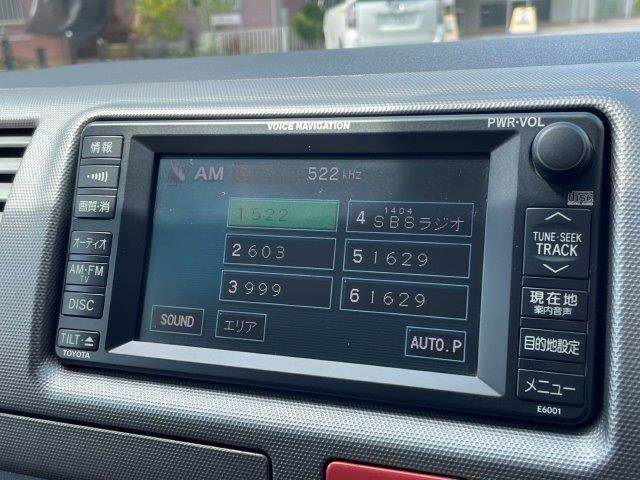 VOICE NAVIGATION
PWR·VOL
情報
画質·消
オーディオ
AM·FM
TV
DISC
TILT·⏏
TOYOTA
AM
522 kHz
1 522
2 603
3 999
4 1404 SBSラジオ
5 1629
6 1629
SOUND
エリア
AUTO.P
DISC
TUNE·SEEK
TRACK
現在地
案内音声
目的地設定
メニュー
E6001